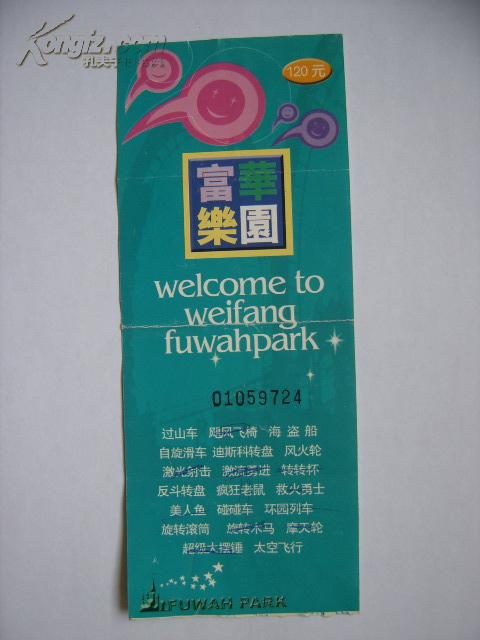 Kongfz.com
孔夫子旧书网
120元
富華
樂園
welcome to
weifang
fuwahpark
01059724
过山车 飓风飞椅 海盗船
自旋滑车 迪斯科转盘 风火轮
激光射击 激流勇进 转转杯
反斗转盘 疯狂老鼠 救火勇士
美人鱼 碰碰车 环园列车
旋转滚筒 旋转木马 摩天轮
超级大摆锤 太空飞行
FUWAH PARK